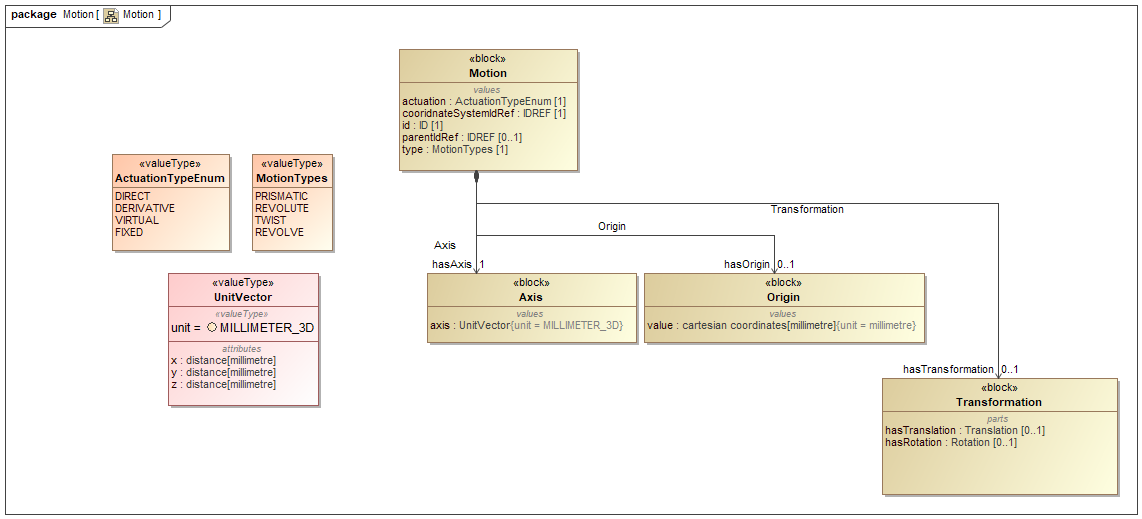 package Motion [ Motion ]
«block»
Motion
values
actuation : ActuationTypeEnum [1]
cooridnateSystemIdRef : IDREF [1]
id : ID [1]
parentIdRef : IDREF [0..1]
type : MotionTypes [1]
«valueType»
ActuationTypeEnum
DIRECT
DERIVATIVE
VIRTUAL
FIXED
«valueType»
MotionTypes
PRISMATIC
REVOLUTE
TWIST
REVOLVE
Transformation
Origin
Axis
hasAxis 1
hasOrigin 0..1
«valueType»
UnitVector
«valueType»
unit = MILLIMETER_3D
attributes
x : distance[millimetre]
y : distance[millimetre]
z : distance[millimetre]
«block»
Axis
values
axis : UnitVector{unit = MILLIMETER_3D}
«block»
Origin
values
value : cartesian coordinates[millimetre]{unit = millimetre}
hasTransformation 0..1
«block»
Transformation
parts
hasTranslation : Translation [0..1]
hasRotation : Rotation [0..1]